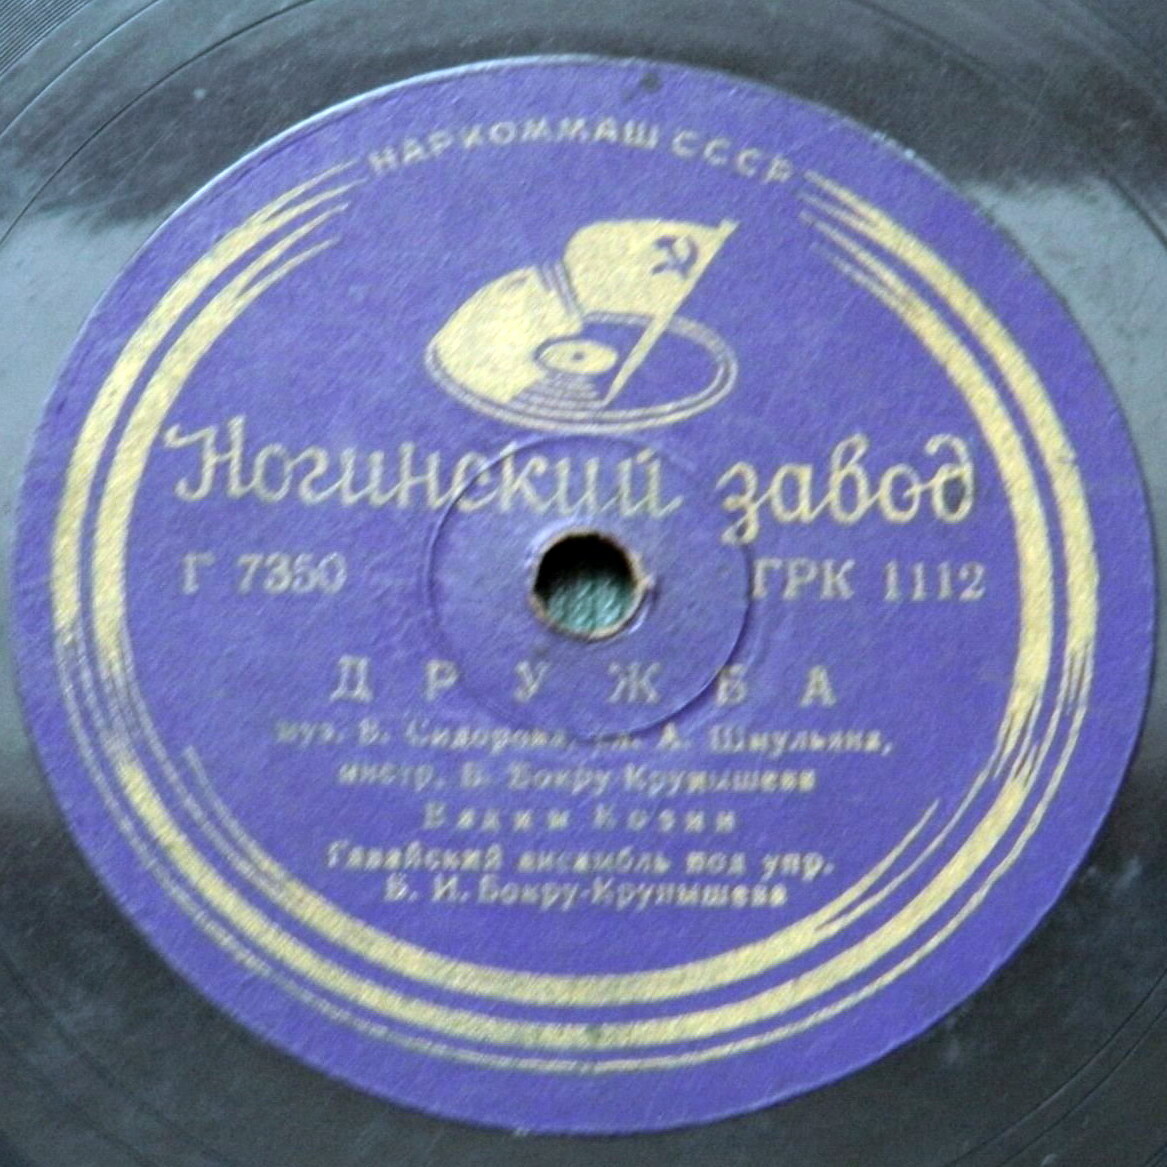 НАРКОММАШ СССР
Ногинский завод
Г 7350 ГРК 1112
ДРУЖБА
муз. В. Сидорова, сл. А. Шмульяна,
инстр. Б. Бокру Крупышева
Вадим Козин
Гавайский ансамбль под упр.
Б. И. Бокру-Крупышева